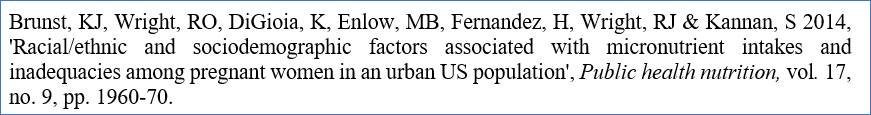 Brunst, KJ, Wright, RO, DiGioia, K, Enlow, MB, Fernandez, H, Wright, RJ & Kannan, S 2014,
'Racial/ethnic and sociodemographic factors associated with micronutrient intakes and
inadequacies among pregnant women in an urban US population', Public health nutrition, vol. 17,
no. 9, pp. 1960-70.